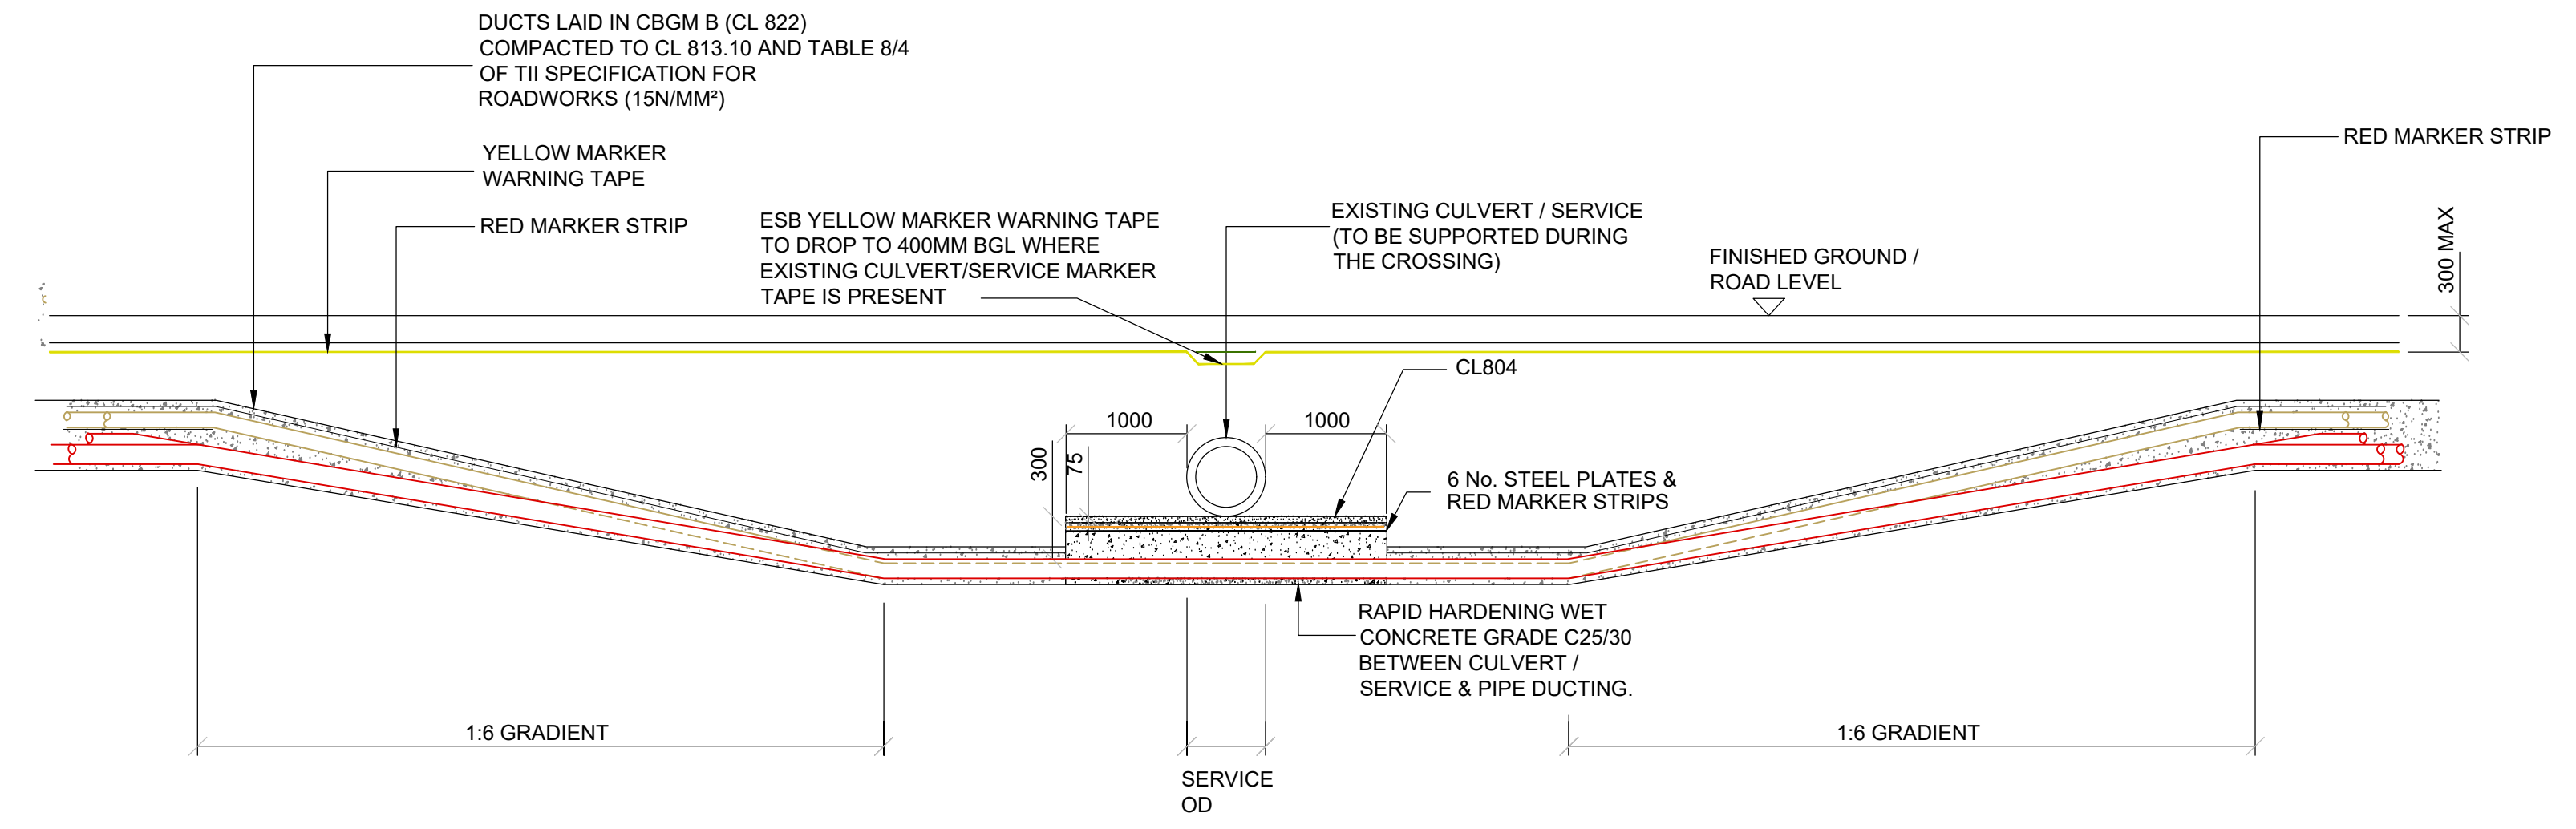 DUCTS LAID IN CBGM B (CL 822)
COMPACTED TO CL 813.10 AND TABLE 8/4
OF TII SPECIFICATION FOR
ROADWORKS (15N/MM²)
YELLOW MARKER
WARNING TAPE
RED MARKER STRIP
ESB YELLOW MARKER WARNING TAPE
TO DROP TO 400MM BGL WHERE
EXISTING CULVERT/SERVICE MARKER
TAPE IS PRESENT
EXISTING CULVERT / SERVICE
(TO BE SUPPORTED DURING
THE CROSSING)
FINISHED GROUND /
ROAD LEVEL
RED MARKER STRIP
300 MAX
CL804
1000
1000
300
75
6 No. STEEL PLATES &
RED MARKER STRIPS
RAPID HARDENING WET
CONCRETE GRADE C25/30
BETWEEN CULVERT /
SERVICE & PIPE DUCTING.
1:6 GRADIENT
1:6 GRADIENT
SERVICE
OD